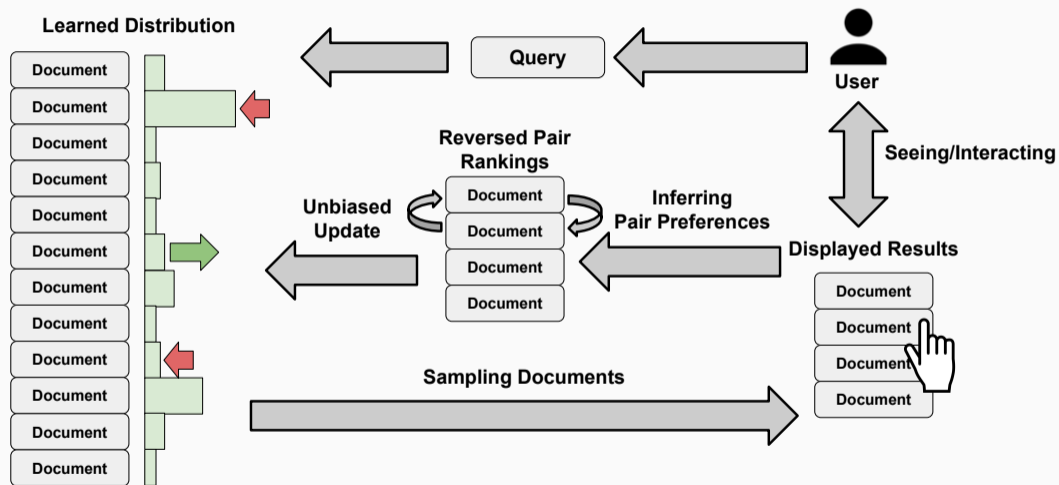 Learned Distribution
Document
Document
Document
Document
Document
Document
Document
Document
Document
Document
Document
Document
Query
User
Seeing/Interacting
Reversed Pair
Rankings
Document
Document
Document
Document
Unbiased
Update
Inferring
Pair Preferences
Displayed Results
Document
Document
Document
Document
Sampling Documents